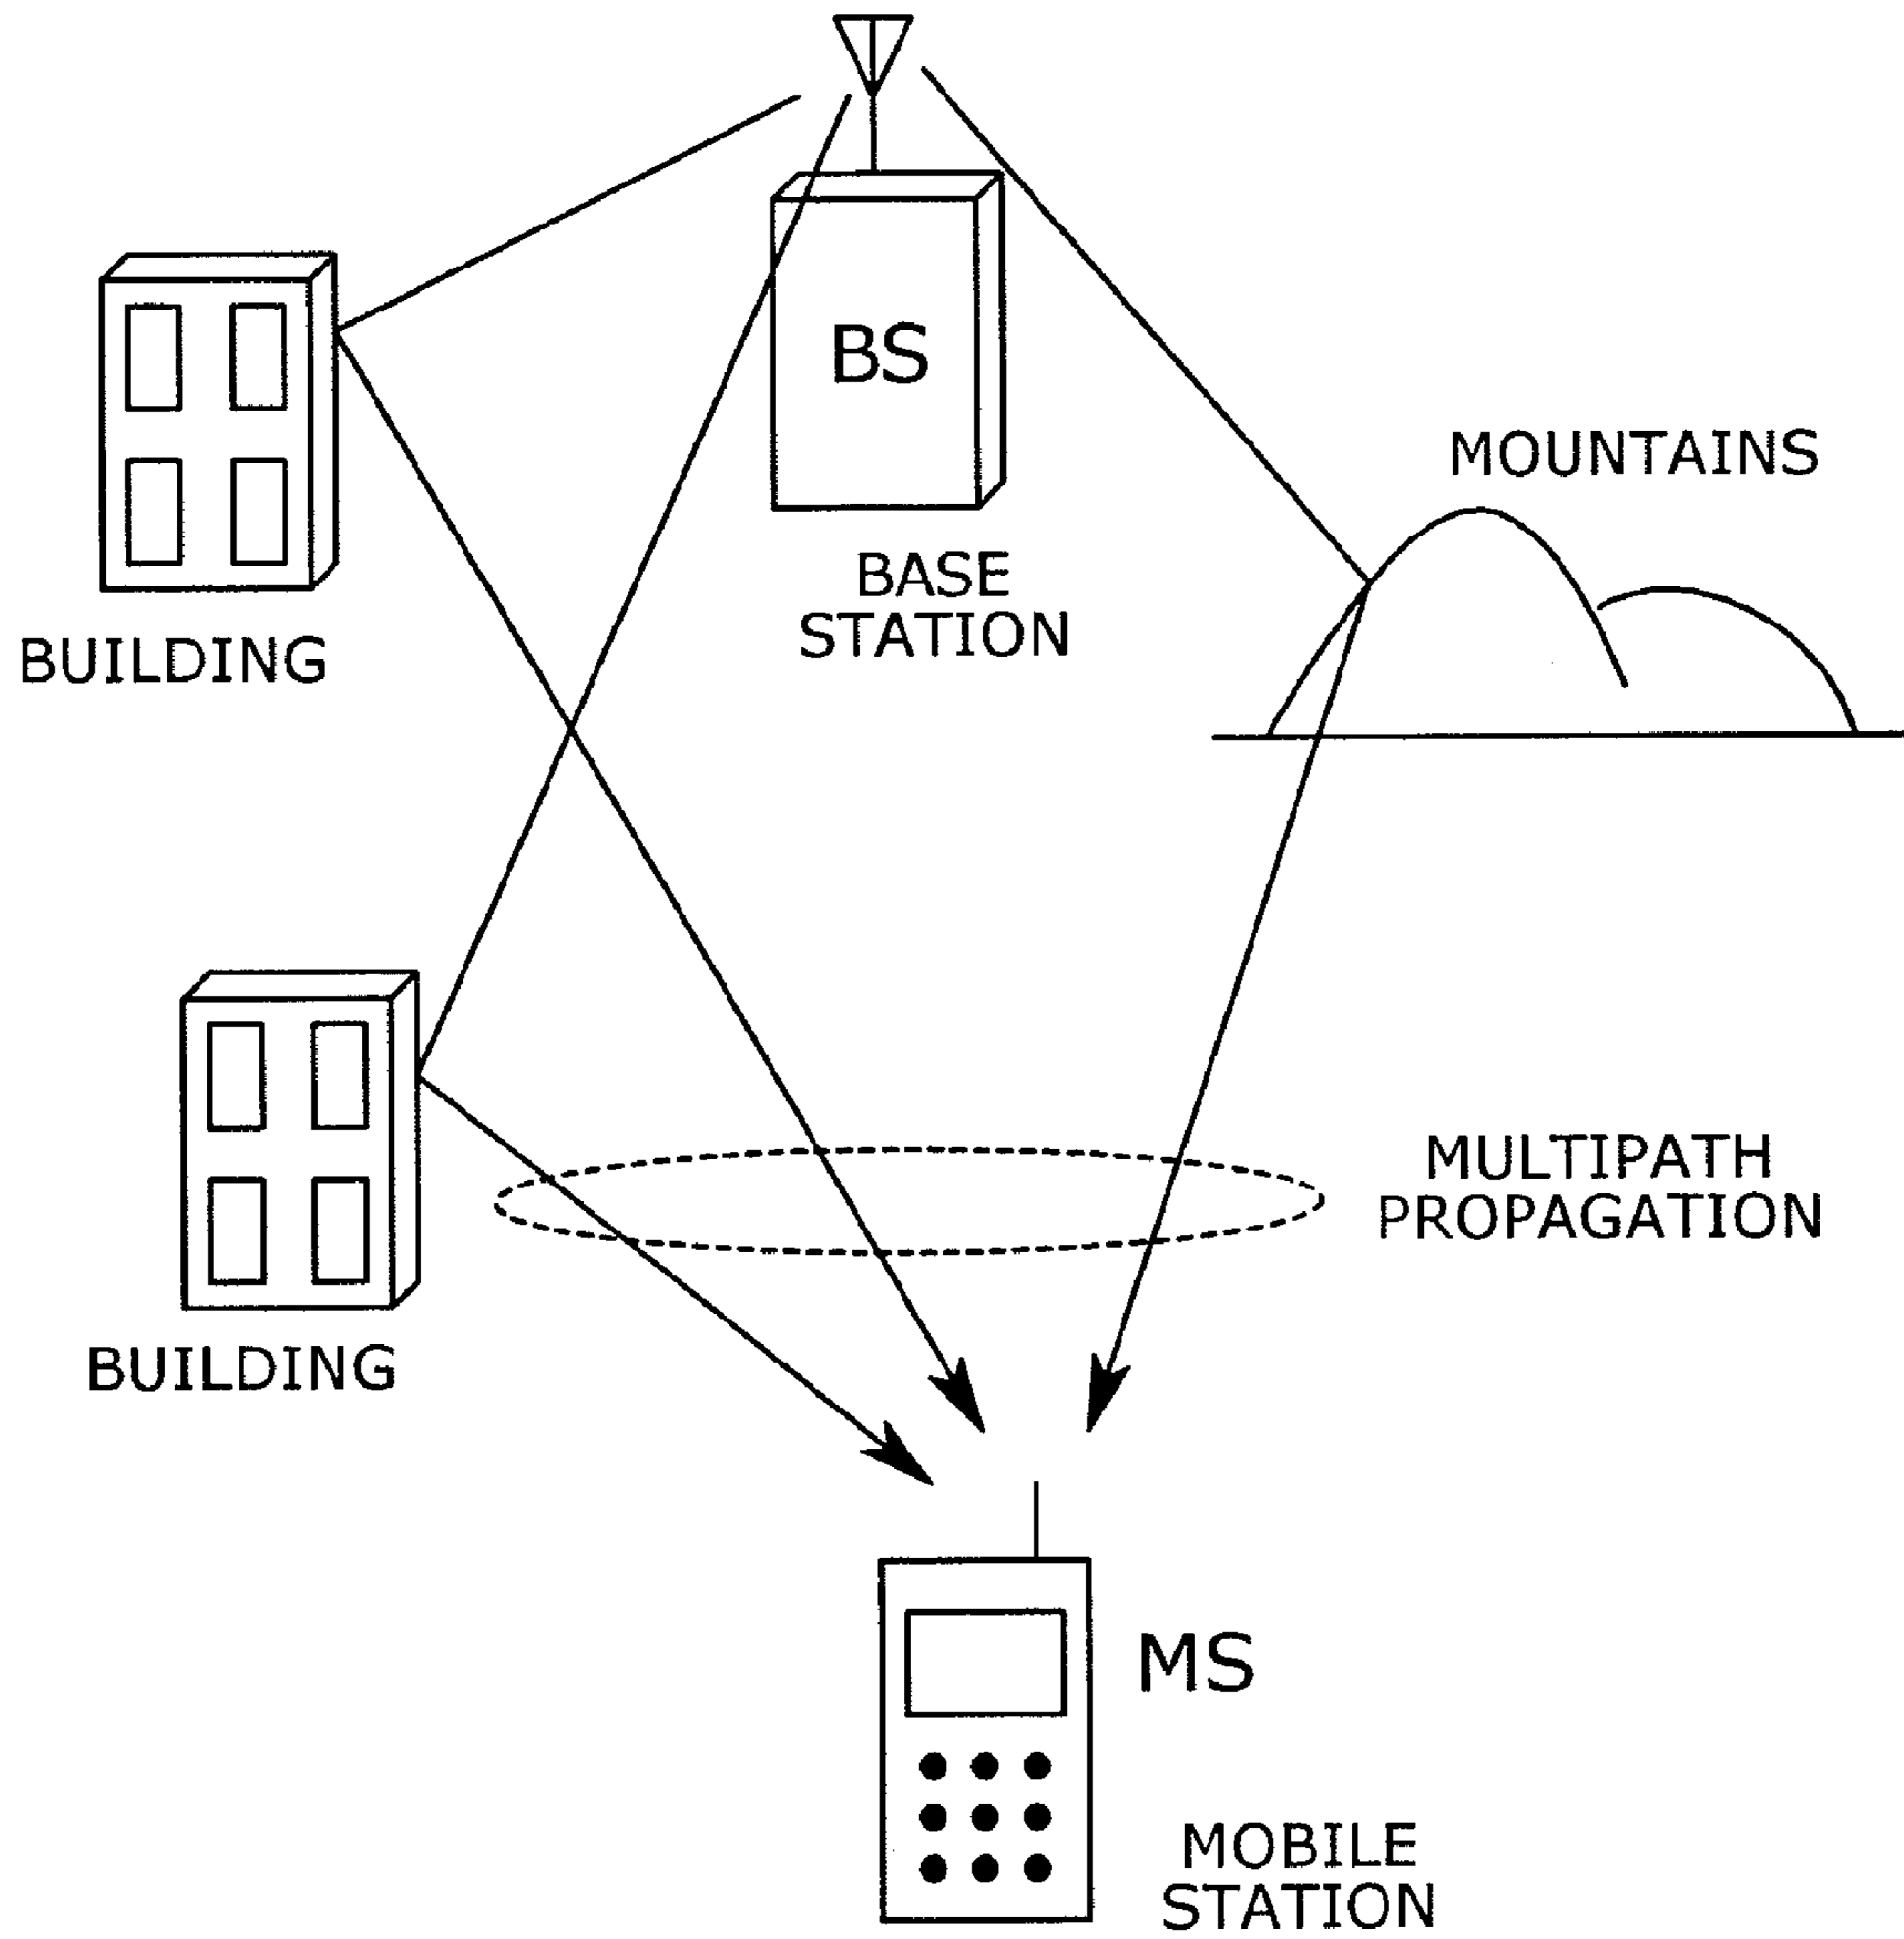 BS
MOUNTAINS
BASE
STATION
BUILDING
MULTIPATH
PROPAGATION
BUILDING
MS
MOBILE
STATION